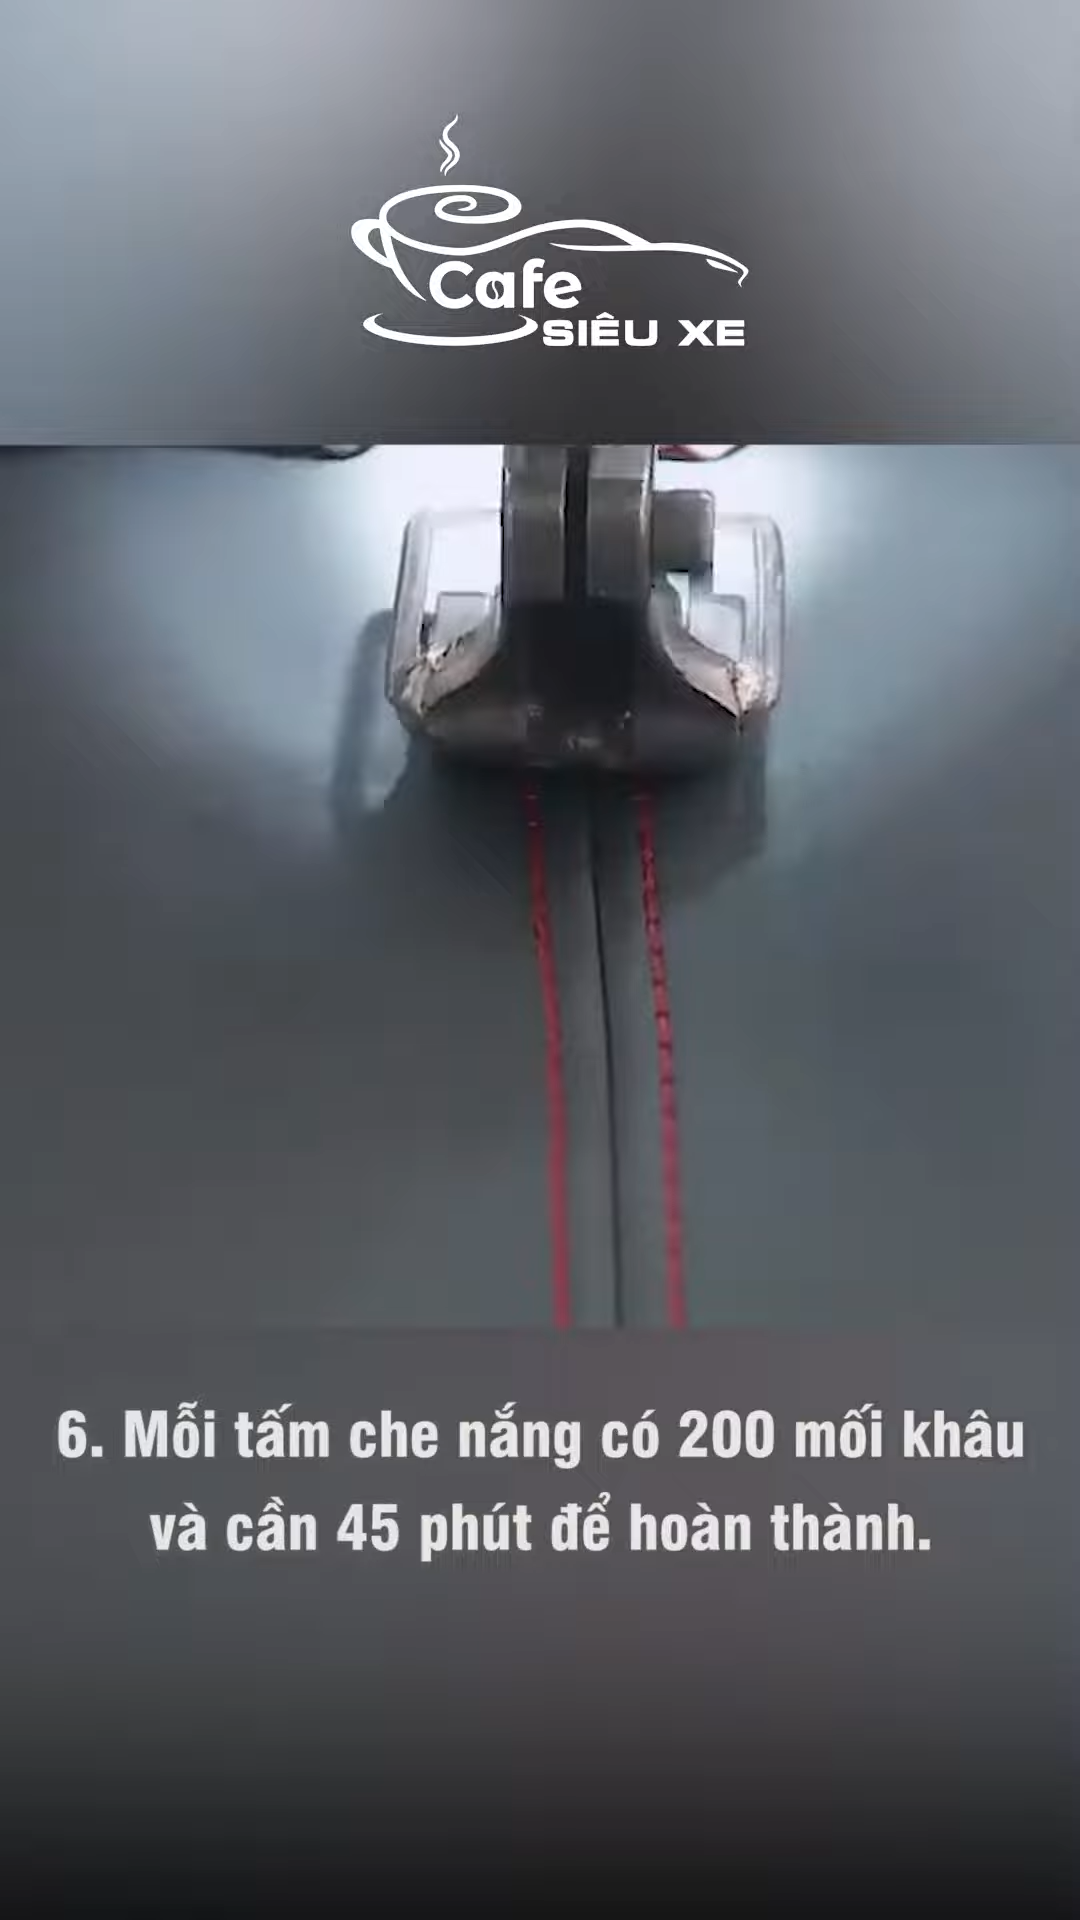 Cafe
SIÊU XE
6. Mỗi tấm che nắng có 200 mối khâu
và cần 45 phút để hoàn thành.